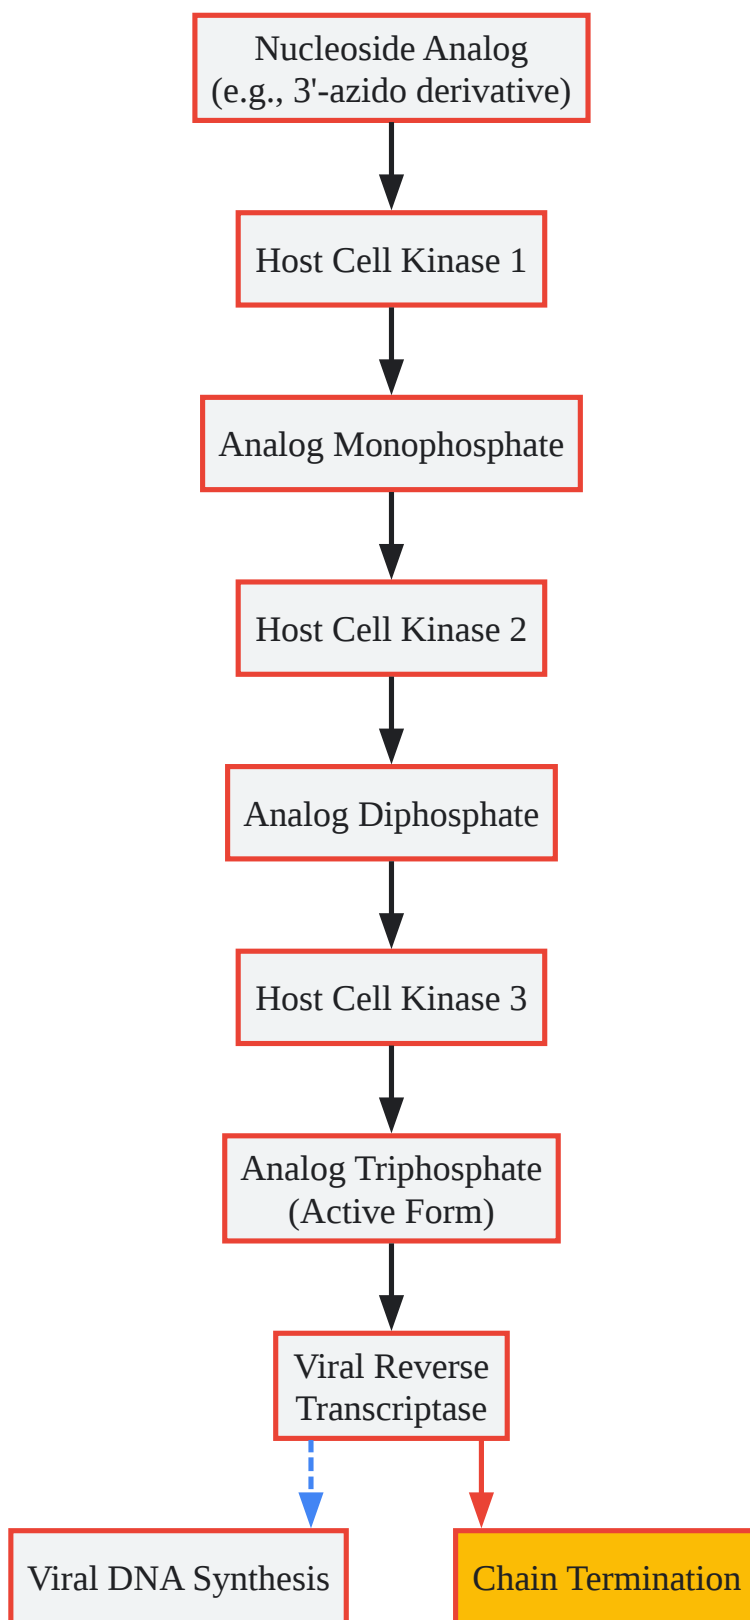 Nucleoside Analog
(e.g., 3'-azido derivative)
Host Cell Kinase 1
Analog Monophosphate
Host Cell Kinase 2
Analog Diphosphate
Host Cell Kinase 3
Analog Triphosphate
(Active Form)
Viral Reverse
Transcriptase
Viral DNA Synthesis
Chain Termination